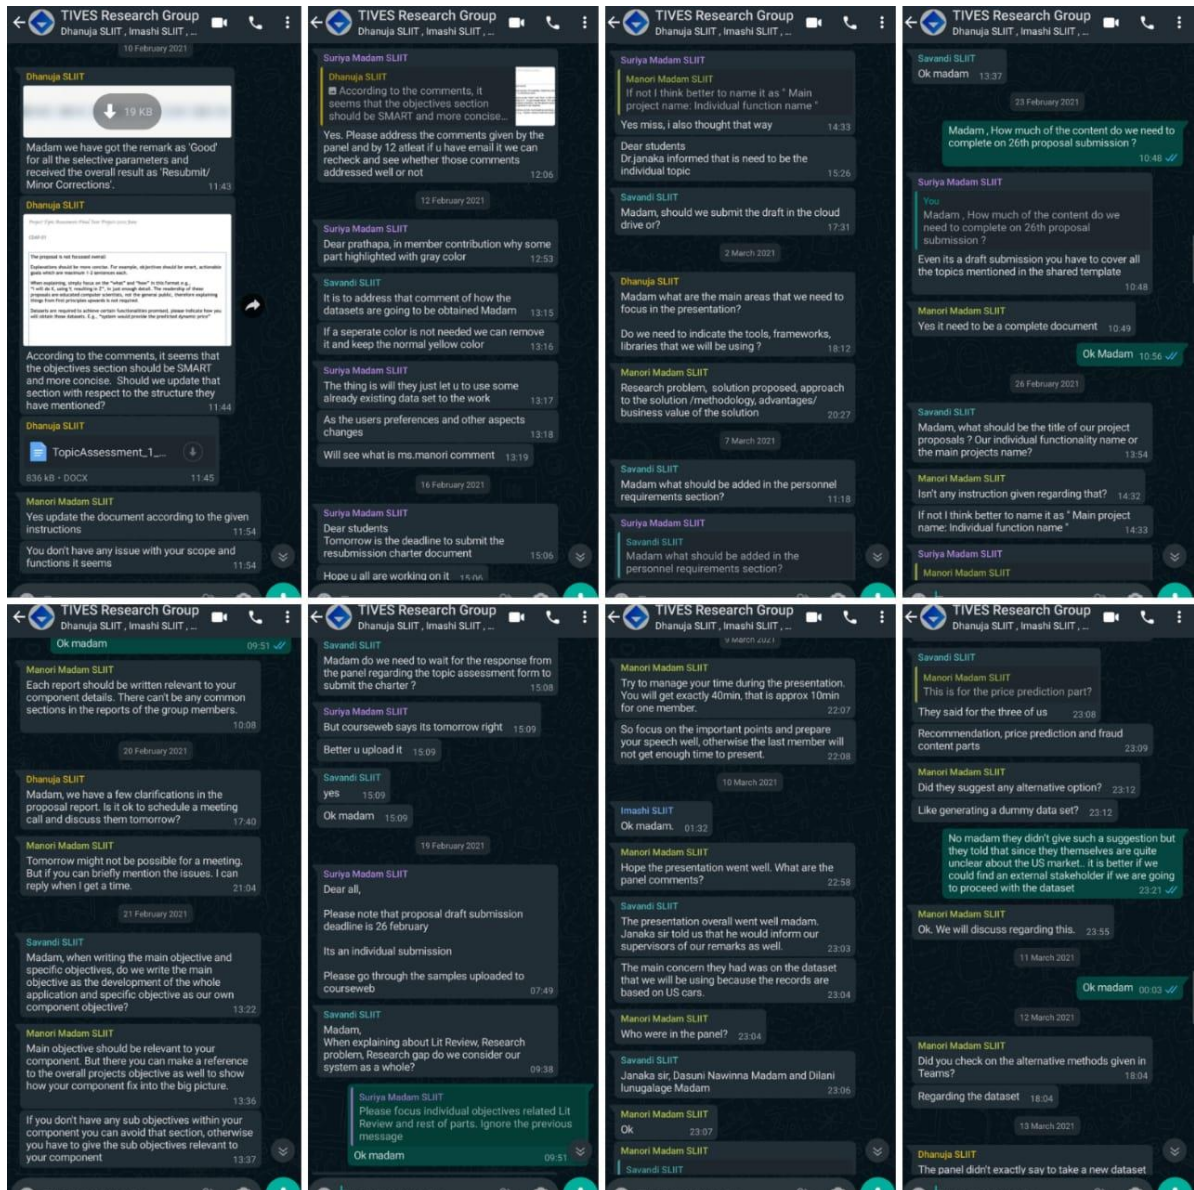 TIVES Research Group
Dhanuja SLIIT , Imashi SLIIT , ...
10 February 2021
Dhanuja SLIIT
19 KB
Madam we have got the remark as 'Good'
for all the selective parameters and
received the overall result as 'Resubmit/
Minor Corrections'.
11:43
Dhanuja SLIIT
The proposal is not focussed overall
According to the comments, it seems that
the objectives section should be SMART
and more concise. Should we update that
section with respect to the structure they
have mentioned?
11:44
Dhanuja SLIIT
TopicAssessment_1_...
836 kB • DOCX
11:45
Manori Madam SLIIT
Yes update the document according to the given
instructions
11:54
You don't have any issue with your scope and
functions it seems
11:54
TIVES Research Group
Dhanuja SLIIT , Imashi SLIIT , ...
Suriya Madam SLIIT
Dhanuja SLIIT
According to the comments, it
seems that the objectives section
should be SMART and more concise...
Yes. Please address the comments given by the
panel and by 12 atleat if u have email it we can
recheck and see whether those comments
addressed well or not
12:06
12 February 2021
Suriya Madam SLIIT
Dear prathapa, in member contribution why some
part highlighted with gray color
12:53
Savandi SLIIT
It is to address that comment of how the
datasets are going to be obtained Madam
13:15
If a seperate color is not needed we can remove
it and keep the normal yellow color
13:16
Suriya Madam SLIIT
The thing is will they just let u to use some
already existing data set to the work
13:17
As the users preferences and other aspects
changes
13:18
Will see what is ms.manori comment
13:19
16 February 2021
Suriya Madam SLIIT
Dear students
Tomorrow is the deadline to submit the
resubmission charter document
15:06
Hope u all are working on it
15:06
TIVES Research Group
Dhanuja SLIIT , Imashi SLIIT , ...
Suriya Madam SLIIT
Manori Madam SLIIT
If not I think better to name it as " Main
project name: Individual function name "
Yes miss, i also thought that way
14:33
Dear students
Dr.janaka informed that is need to be the
individual topic
15:26
Savandi SLIIT
Madam, should we submit the draft in the cloud
drive or?
17:31
2 March 2021
Dhanuja SLIIT
Madam what are the main areas that we need to
focus in the presentation?
Do we need to indicate the tools, frameworks,
libraries that we will be using ?
18:12
Manori Madam SLIIT
Research problem, solution proposed, approach
to the solution /methodology, advantages/
business value of the solution
20:27
7 March 2021
Savandi SLIIT
Madam what should be added in the personnel
requirements section?
11:18
Suriya Madam SLIIT
Savandi SLIIT
Madam what should be added in the
personnel requirements section?
TIVES Research Group
Dhanuja SLIIT , Imashi SLIIT , ...
Savandi SLIIT
Ok madam
13:37
23 February 2021
Madam , How much of the content do we need to
complete on 26th proposal submission ?
10:48
Suriya Madam SLIIT
You
Madam , How much of the content do we
need to complete on 26th proposal
submission ?
Even its a draft submission you have to cover all
the topics mentioned in the shared template
10:48
Manori Madam SLIIT
Yes it need to be a complete document
10:49
Ok Madam
10:56
26 February 2021
Savandi SLIIT
Madam, what should be the title of our project
proposals ? Our individual functionality name or
the main projects name?
13:54
Manori Madam SLIIT
Isn't any instruction given regarding that?
14:32
If not I think better to name it as " Main project
name: Individual function name "
14:33
Suriya Madam SLIIT
Manori Madam SLIIT
TIVES Research Group
Dhanuja SLIIT , Imashi SLIIT , ...
Ok madam
09:51
Manori Madam SLIIT
Each report should be written relevant to your
component details. There can't be any common
sections in the reports of the group members.
10:08
20 February 2021
Dhanuja SLIIT
Madam, we have a few clarifications in the
proposal report. Is it ok to schedule a meeting
call and discuss them tomorrow?
17:40
Manori Madam SLIIT
Tomorrow might not be possible for a meeting.
But if you can briefly mention the issues. I can
reply when I get a time.
21:04
21 February 2021
Savandi SLIIT
Madam, when writing the main objective and
specific objectives, do we write the main
objective as the development of the whole
application and specific objective as our own
component objective?
13:22
Manori Madam SLIIT
Main objective should be relevant to your
component. But there you can make a reference
to the overall projects objective as well to show
how your component fix into the big picture.
13:36
If you don't have any sub objectives within your
component you can avoid that section, otherwise
you have to give the sub objectives relevant to
your component
13:37
TIVES Research Group
Dhanuja SLIIT , Imashi SLIIT , ...
Savandi SLIIT
Madam do we need to wait for the response from
the panel regarding the topic assessment form to
submit the charter ?
15:08
Suriya Madam SLIIT
But courseweb says its tomorrow right
15:09
Better u upload it
15:09
Savandi SLIIT
yes
15:09
Ok madam
15:09
19 February 2021
Suriya Madam SLIIT
Dear all,
Please note that proposal draft submission
deadline is 26 february
Its an individual submission
Please go through the samples uploaded to
courseweb
07:49
Savandi SLIIT
Madam,
When explaining about Lit Review, Research
problem, Research gap do we consider our
system as a whole?
09:38
Suriya Madam SLIIT
Please focus individual objectives related Lit
Review and rest of parts. Ignore the previous
message
Ok madam
09:51
TIVES Research Group
Dhanuja SLIIT , Imashi SLIIT , ...
9 March 2021
Manori Madam SLIIT
Try to manage your time during the presentation.
You will get exactly 40min, that is approx 10min
for one member.
22:07
So focus on the important points and prepare
your speech well, otherwise the last member will
not get enough time to present.
22:08
10 March 2021
Imashi SLIIT
Ok madam.
01:32
Manori Madam SLIIT
Hope the presentation went well. What are the
panel comments?
22:58
Savandi SLIIT
The presentation overall went well madam.
Janaka sir told us that he would inform our
supervisors of our remarks as well.
23:03
The main concern they had was on the dataset
that we will be using because the records are
based on US cars.
23:04
Manori Madam SLIIT
Who were in the panel?
23:04
Savandi SLIIT
Janaka sir, Dasuni Nawinna Madam and Dilani
lunugalage Madam
23:06
Manori Madam SLIIT
Ok
23:07
Manori Madam SLIIT
Savandi SLIIT
TIVES Research Group
Dhanuja SLIIT , Imashi SLIIT , ...
Savandi SLIIT
Manori Madam SLIIT
This is for the price prediction part?
They said for the three of us
23:08
Recommendation, price prediction and fraud
content parts
23:09
Manori Madam SLIIT
Did they suggest any alternative option?
23:12
Like generating a dummy data set?
23:12
No madam they didn't give such a suggestion but
they told that since they themselves are quite
unclear about the US market.. it is better if we
could find an external stakeholder if we are going
to proceed with the dataset
23:21
Manori Madam SLIIT
Ok. We will discuss regarding this.
23:55
11 March 2021
Ok madam
00:03
12 March 2021
Manori Madam SLIIT
Did you check on the alternative methods given in
Teams?
18:04
Regarding the dataset
18:04
13 March 2021
Dhanuja SLIIT
The panel didn't exactly say to take a new dataset